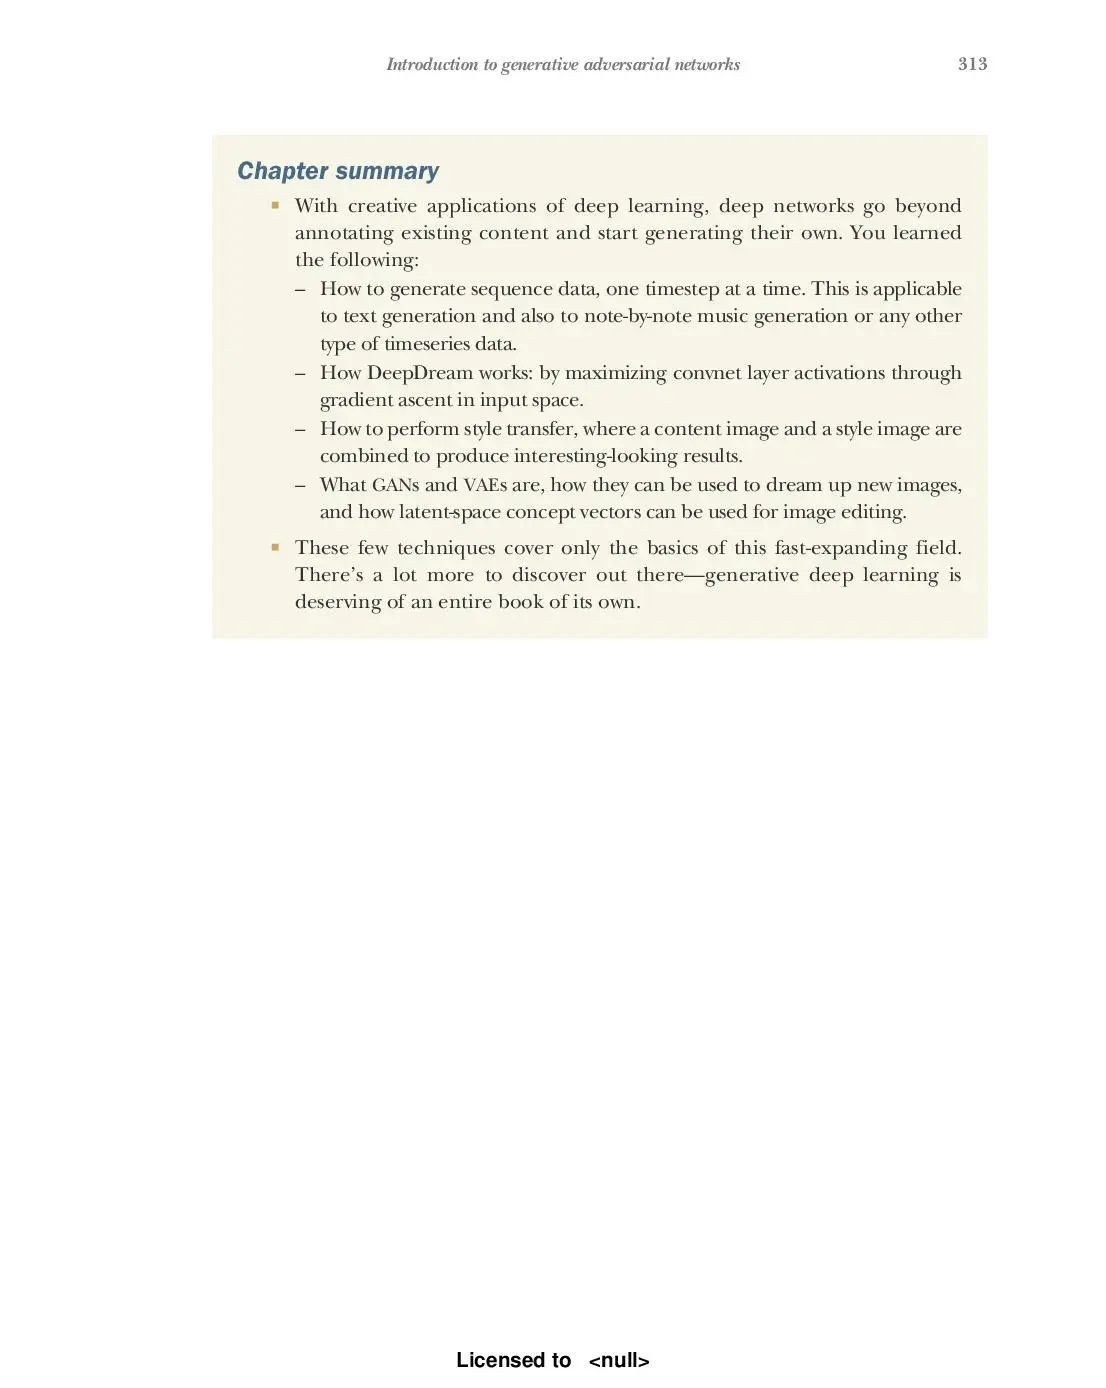 Introduction to generative adversarial networks 313
Chapter summary
▪ With creative applications of deep learning, deep networks go beyond
annotating existing content and start generating their own. You learned
the following:
– How to generate sequence data, one timestep at a time. This is applicable
to text generation and also to note-by-note music generation or any other
type of timeseries data.
– How DeepDream works: by maximizing convnet layer activations through
gradient ascent in input space.
– How to perform style transfer, where a content image and a style image are
combined to produce interesting-looking results.
– What GANs and VAEs are, how they can be used to dream up new images,
and how latent-space concept vectors can be used for image editing.
▪ These few techniques cover only the basics of this fast-expanding field.
There’s a lot more to discover out there—generative deep learning is
deserving of an entire book of its own.
Licensed to <null>